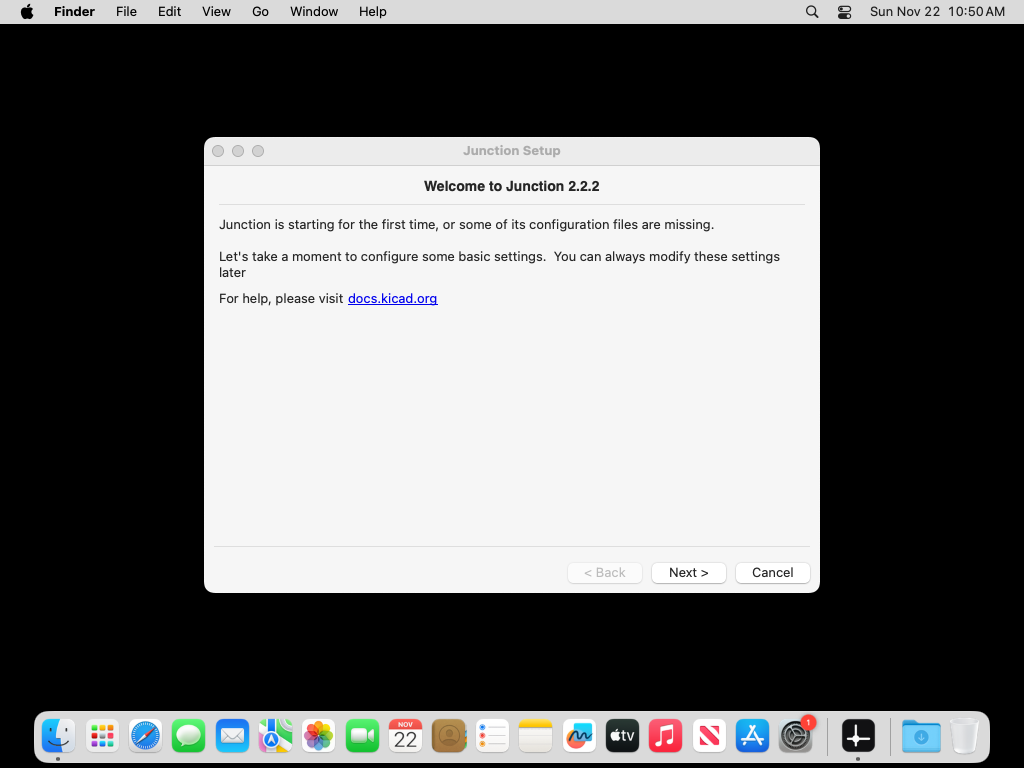 Finder File Edit View Go Window Help Sun Nov 22 10:50 AM
Junction Setup
Welcome to Junction 2.2.2
Junction is starting for the first time, or some of its configuration files are missing.
Let's take a moment to configure some basic settings.  You can always modify these settings
later
For help, please visit docs.kicad.org
< Back Next > Cancel
NOV
22
tv
1